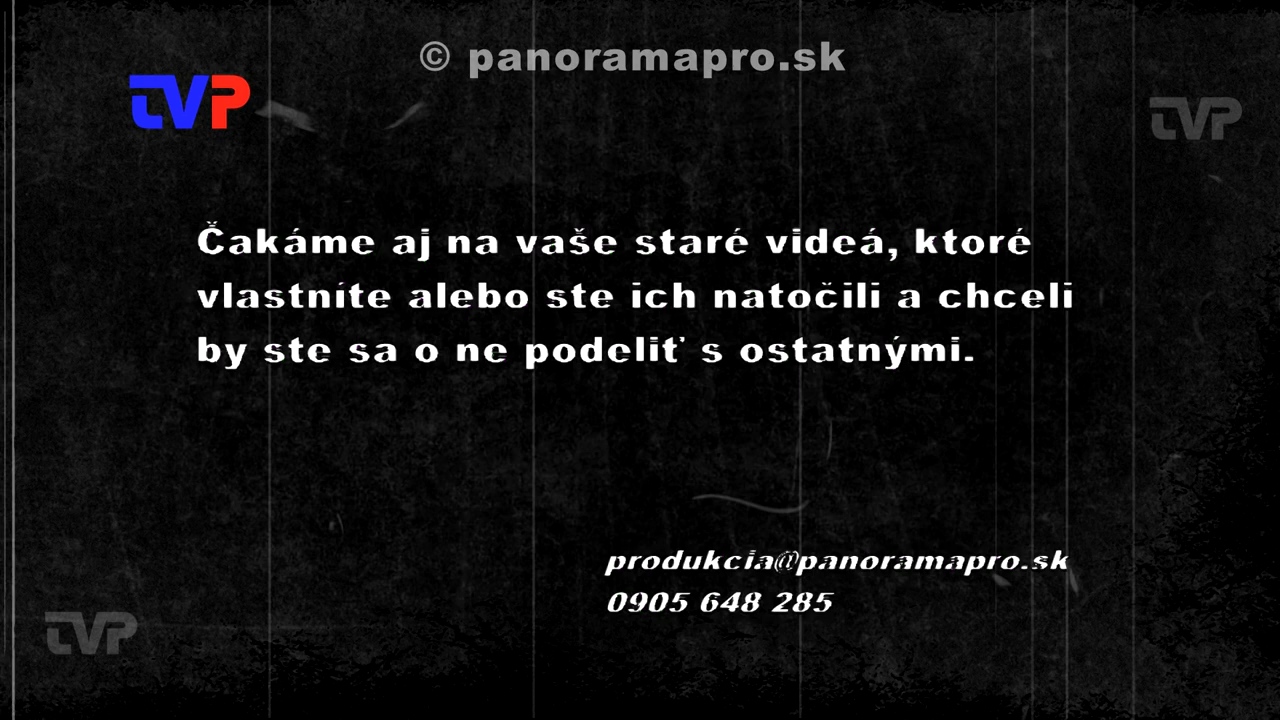 © panoramapro.sk
TVP
TVP
Čakáme aj na vaše staré videá, ktoré
vlastníte alebo ste ich natočili a chceli
by ste sa o ne podeliť s ostatnými.
produkcia@panoramapro.sk
0905 648 285
TVP